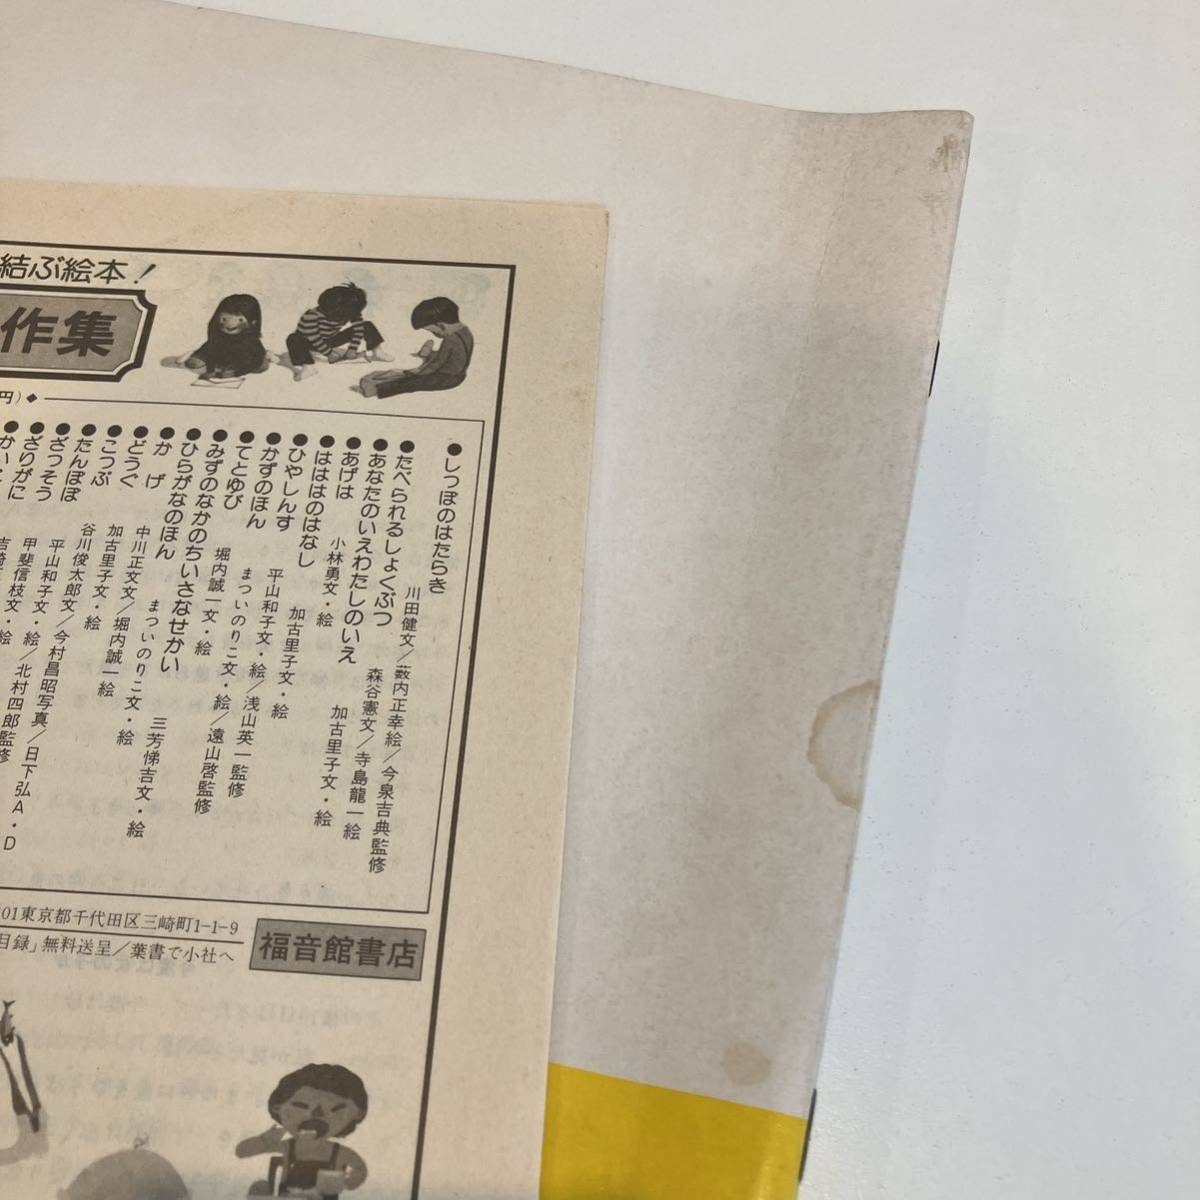 結ぶ絵本!
作集
円)◆
●しっぽのはたらき
川田健文/薮内正幸絵/今泉吉典監修
●たべられるしょくぶつ
森谷憲文/寺島龍一絵
●あなたのいえわたしのいえ
加古里子文・絵
●あげは
小林勇文・絵
●はははのはなし
加古里子文・絵
●ひやしんす
平山和子文・絵/浅山英一監修
●かずのほん
まついのりこ文・絵/遠山啓監修
●てとゆび
堀内誠一文・絵
●みずのなかのちいさなせかい
三芳悌吉文・絵
●ひらがなのほん
まついのりこ文・絵
●かげ
中川正文文/堀内誠一絵
●どうぐ
加古里子文・絵
●こっぷ
谷川俊太郎文/今村昌昭写真/日下弘A・D
●たんぽぽ
平山和子文・絵/北村四郎監修
●ざっそう
甲斐信枝文・絵
●ざりがに
01東京都千代田区三崎町1-1-9
目録」無料送呈/葉書で小社へ
福音館書店